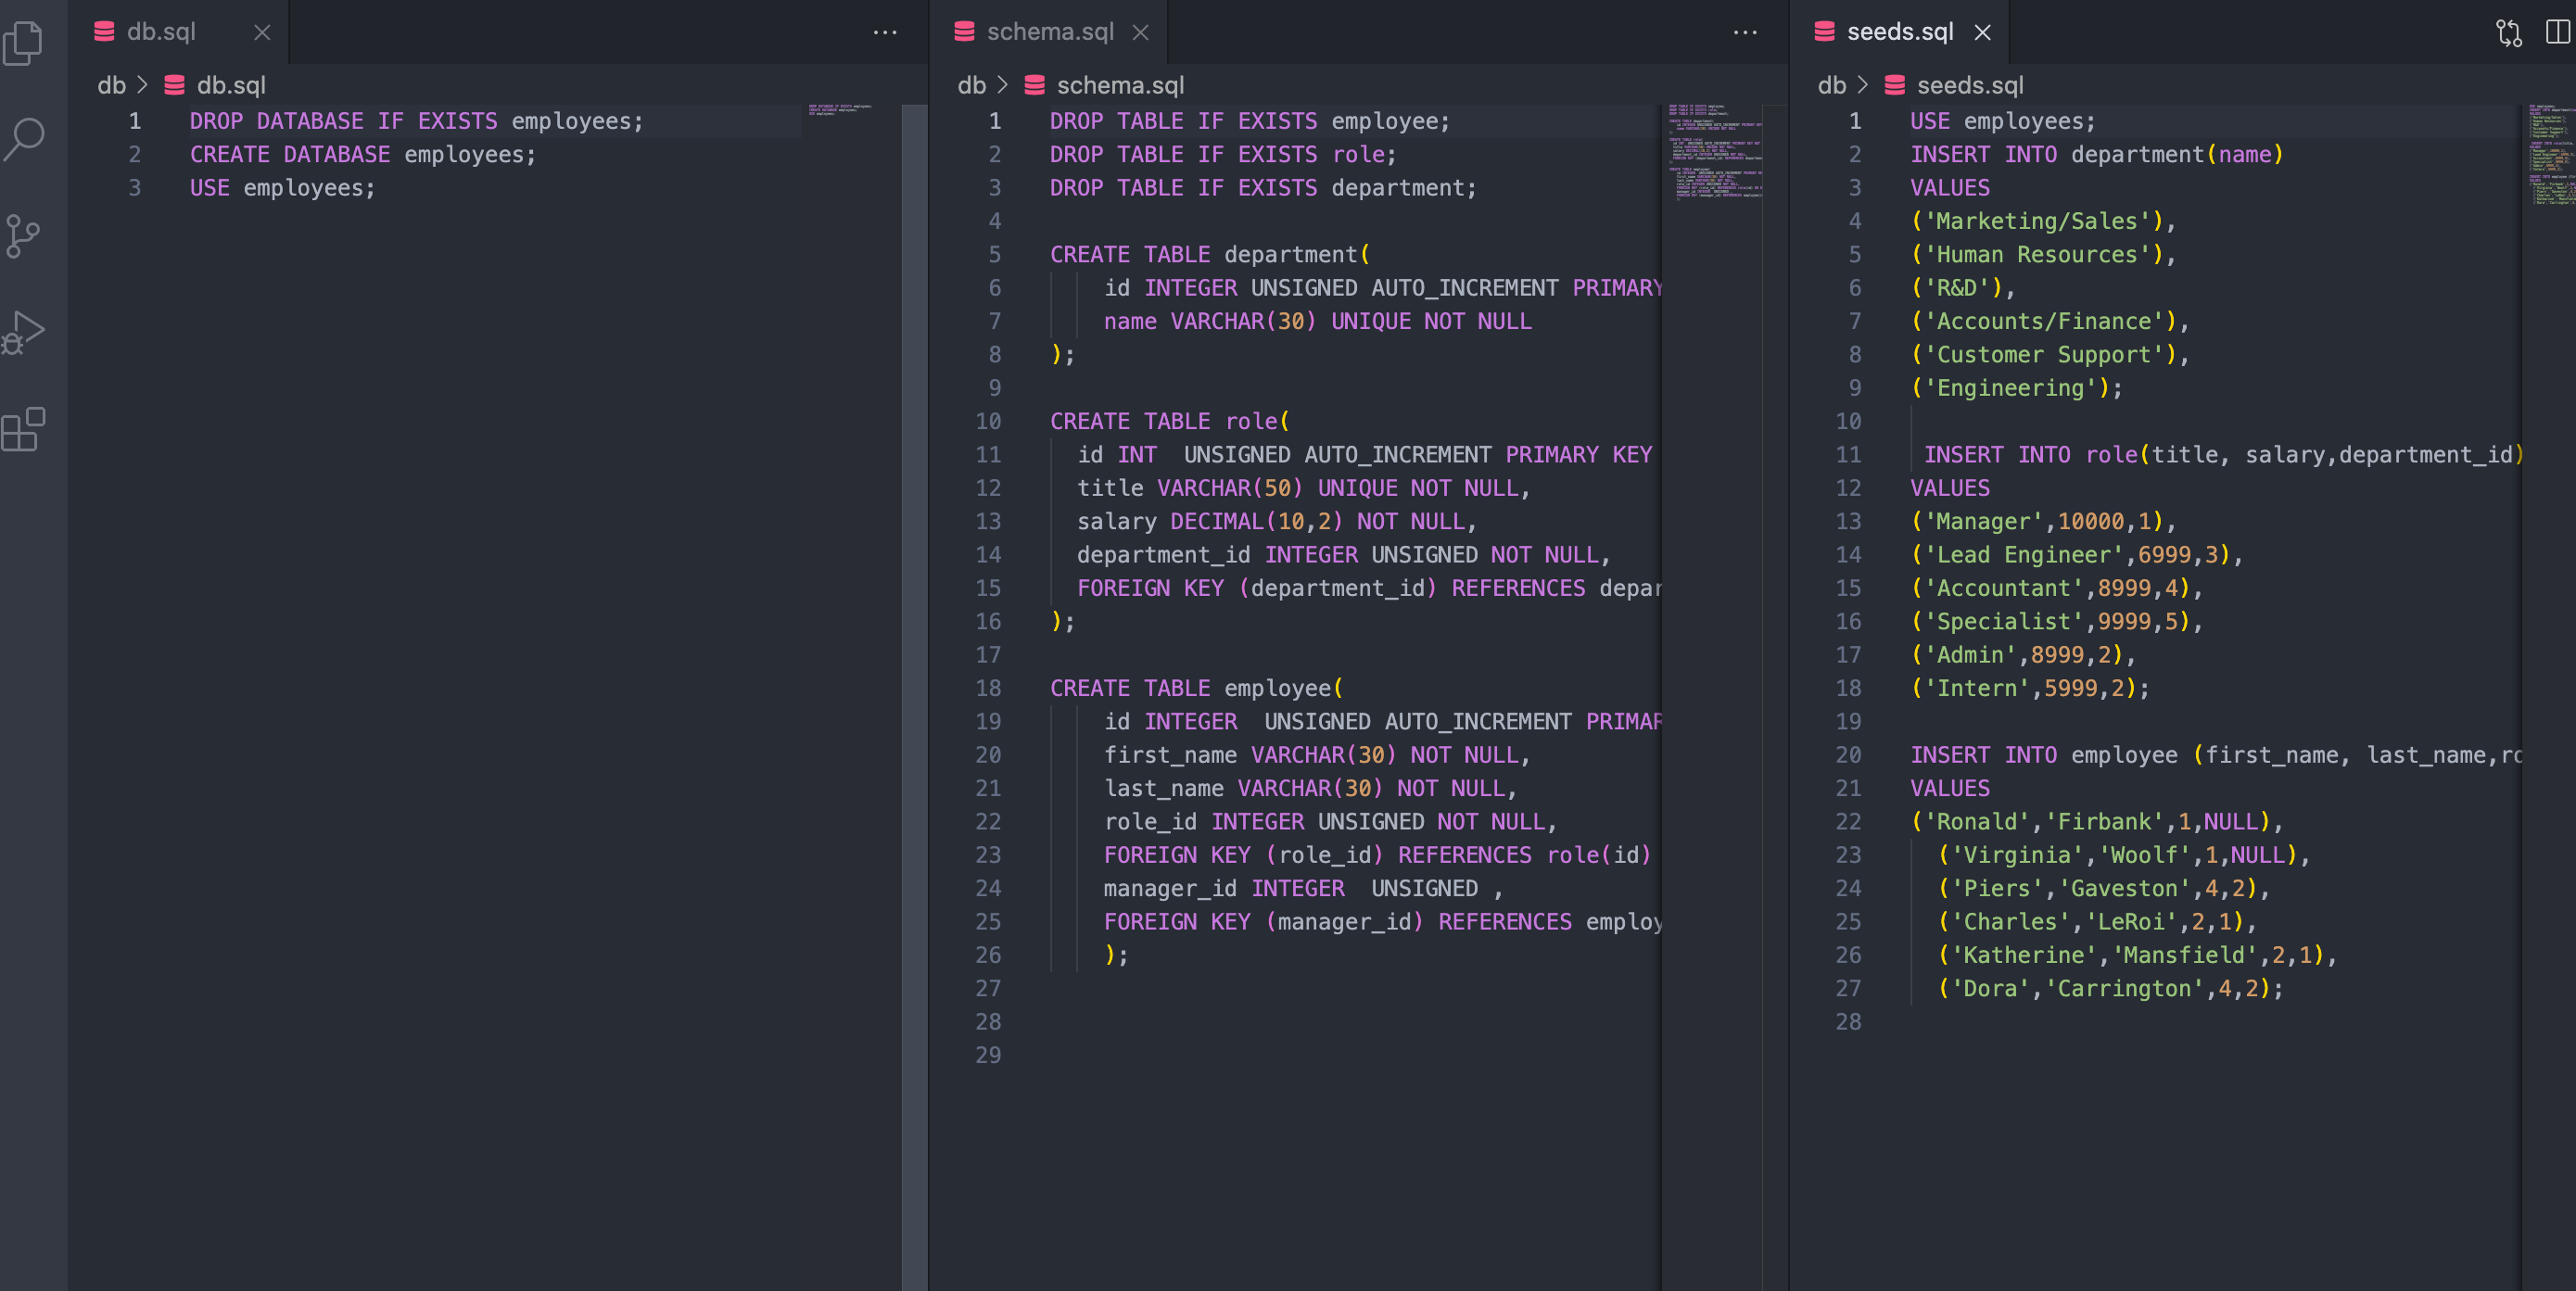 db.sql
db > db.sql
1 DROP DATABASE IF EXISTS employees;
2 CREATE DATABASE employees;
3 USE employees;
schema.sql
db > schema.sql
1 DROP TABLE IF EXISTS employee;
2 DROP TABLE IF EXISTS role;
3 DROP TABLE IF EXISTS department;
4
5 CREATE TABLE department(
6 id INTEGER UNSIGNED AUTO_INCREMENT PRIMARY
7 name VARCHAR(30) UNIQUE NOT NULL
8 );
9
10 CREATE TABLE role(
11 id INT  UNSIGNED AUTO_INCREMENT PRIMARY KEY
12 title VARCHAR(50) UNIQUE NOT NULL,
13 salary DECIMAL(10,2) NOT NULL,
14 department_id INTEGER UNSIGNED NOT NULL,
15 FOREIGN KEY (department_id) REFERENCES depar
16 );
17
18 CREATE TABLE employee(
19 id INTEGER  UNSIGNED AUTO_INCREMENT PRIMAR
20 first_name VARCHAR(30) NOT NULL,
21 last_name VARCHAR(30) NOT NULL,
22 role_id INTEGER UNSIGNED NOT NULL,
23 FOREIGN KEY (role_id) REFERENCES role(id)
24 manager_id INTEGER  UNSIGNED ,
25 FOREIGN KEY (manager_id) REFERENCES employ
26 );
27
28
29
seeds.sql
db > seeds.sql
1 USE employees;
2 INSERT INTO department(name)
3 VALUES
4 ('Marketing/Sales'),
5 ('Human Resources'),
6 ('R&D'),
7 ('Accounts/Finance'),
8 ('Customer Support'),
9 ('Engineering');
10
11 INSERT INTO role(title, salary,department_id)
12 VALUES
13 ('Manager',10000,1),
14 ('Lead Engineer',6999,3),
15 ('Accountant',8999,4),
16 ('Specialist',9999,5),
17 ('Admin',8999,2),
18 ('Intern',5999,2);
19
20 INSERT INTO employee (first_name, last_name,ro
21 VALUES
22 ('Ronald','Firbank',1,NULL),
23 ('Virginia','Woolf',1,NULL),
24 ('Piers','Gaveston',4,2),
25 ('Charles','LeRoi',2,1),
26 ('Katherine','Mansfield',2,1),
27 ('Dora','Carrington',4,2);
28